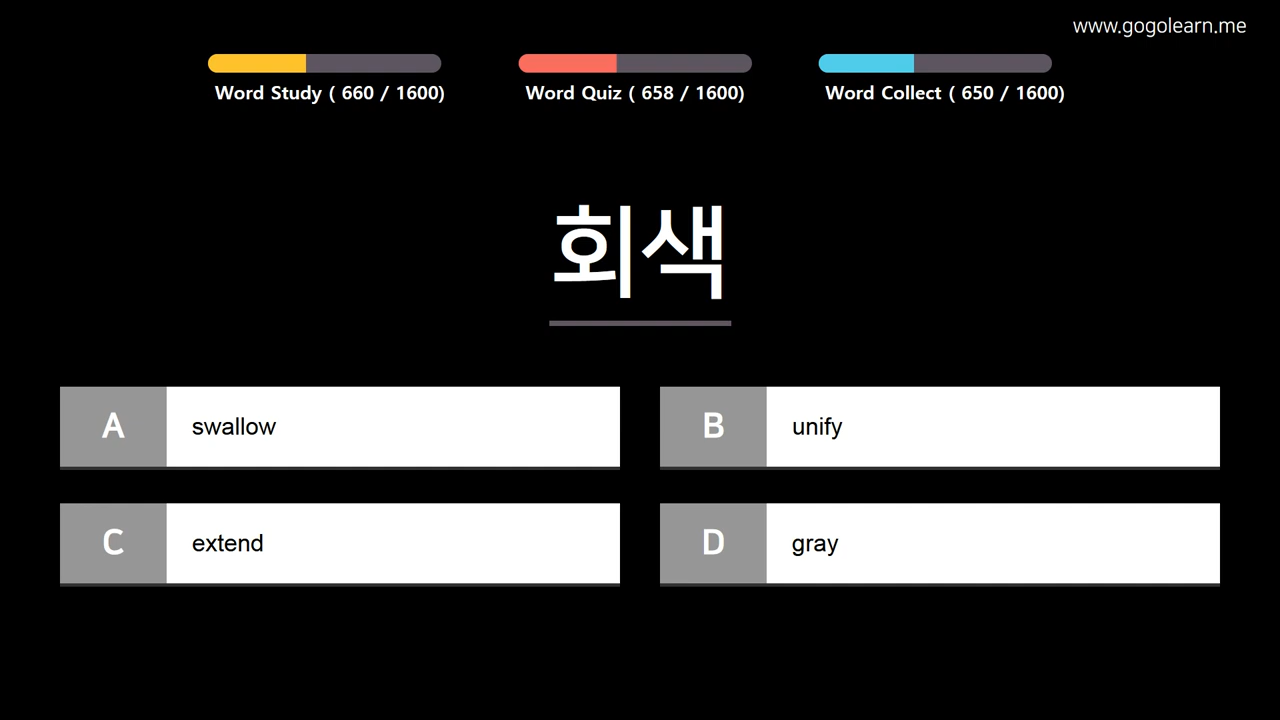 www.gogolearn.me
Word Study ( 660 / 1600)
Word Quiz ( 658 / 1600)
Word Collect ( 650 / 1600)
회색
A swallow
B unify
C extend
D gray